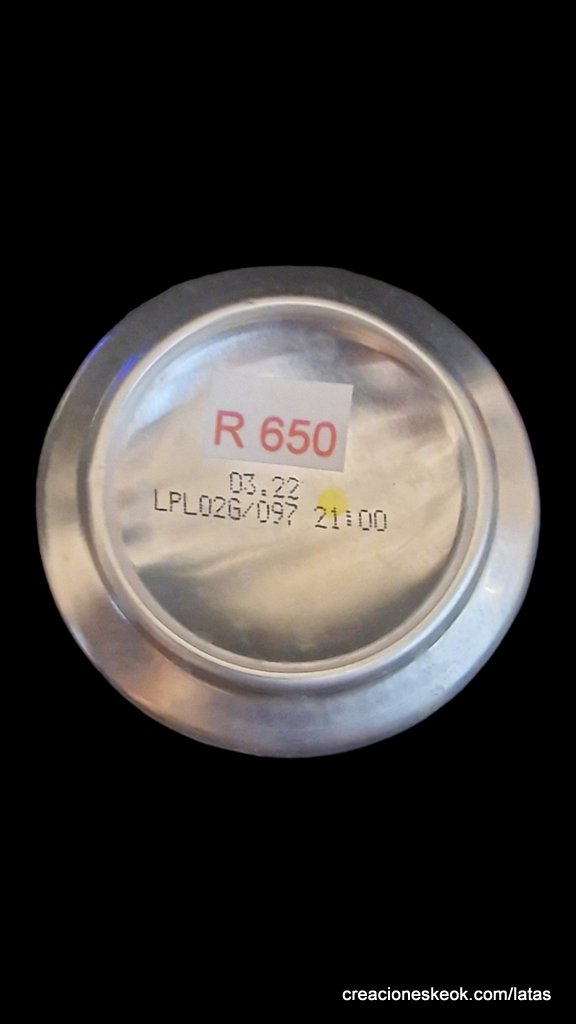 R 650
03.22
LPL02G/097 21:00
creacioneskeok.com/latas